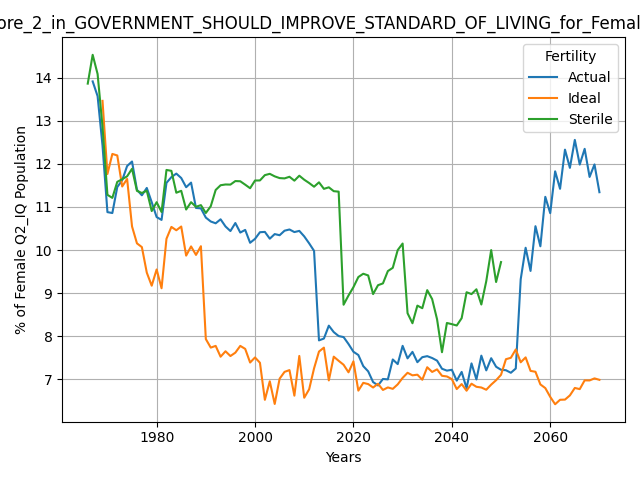 ore_2_in_GOVERNMENT_SHOULD_IMPROVE_STANDARD_OF_LIVING_for_Femal
Fertility
Actual
Ideal
Sterile
% of Female Q2_IQ Population
14
13
12
11
10
9
8
7
1980
2000
2020
2040
2060
Years